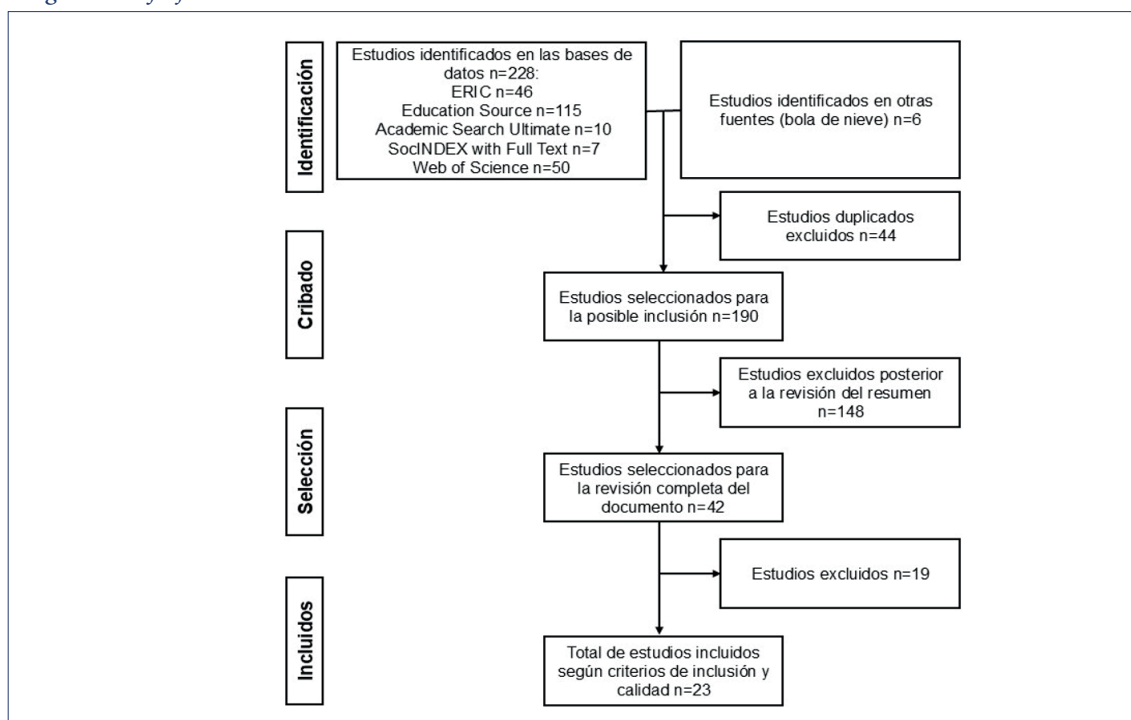 Identificación
Estudios identificados en las bases de
datos n=228:
ERIC n=46
Education Source n=115
Academic Search Ultimate n=10
SocINDEX with Full Text n=7
Web of Science n=50
Estudios identificados en otras
fuentes (bola de nieve) n=6
Estudios duplicados
excluidos n=44
Cribado
Estudios seleccionados para
la posible inclusión n=190
Estudios excluidos posterior
a la revisión del resumen
n=148
Selección
Estudios seleccionados para
la revisión completa del
documento n=42
Estudios excluidos n=19
Incluidos
Total de estudios incluidos
según criterios de inclusión y
calidad n=23